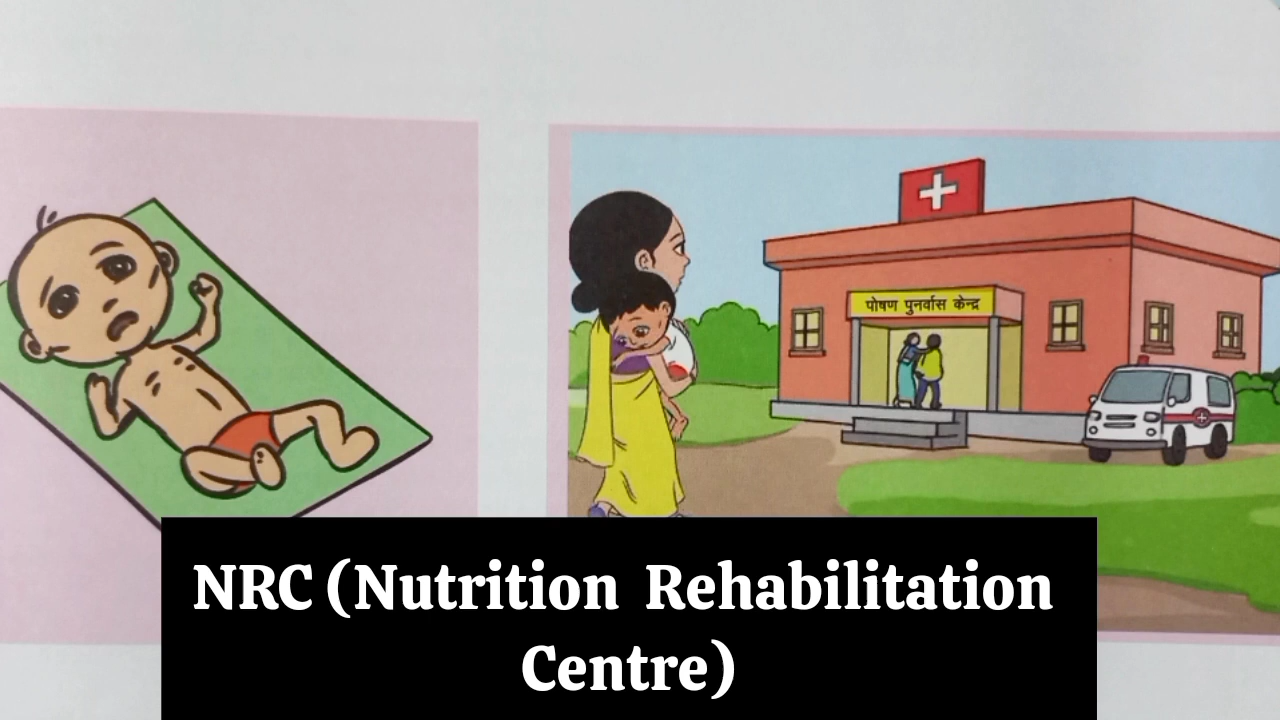 पोषण पुनर्वास केन्द्र
NRC (Nutrition Rehabilitation
Centre)